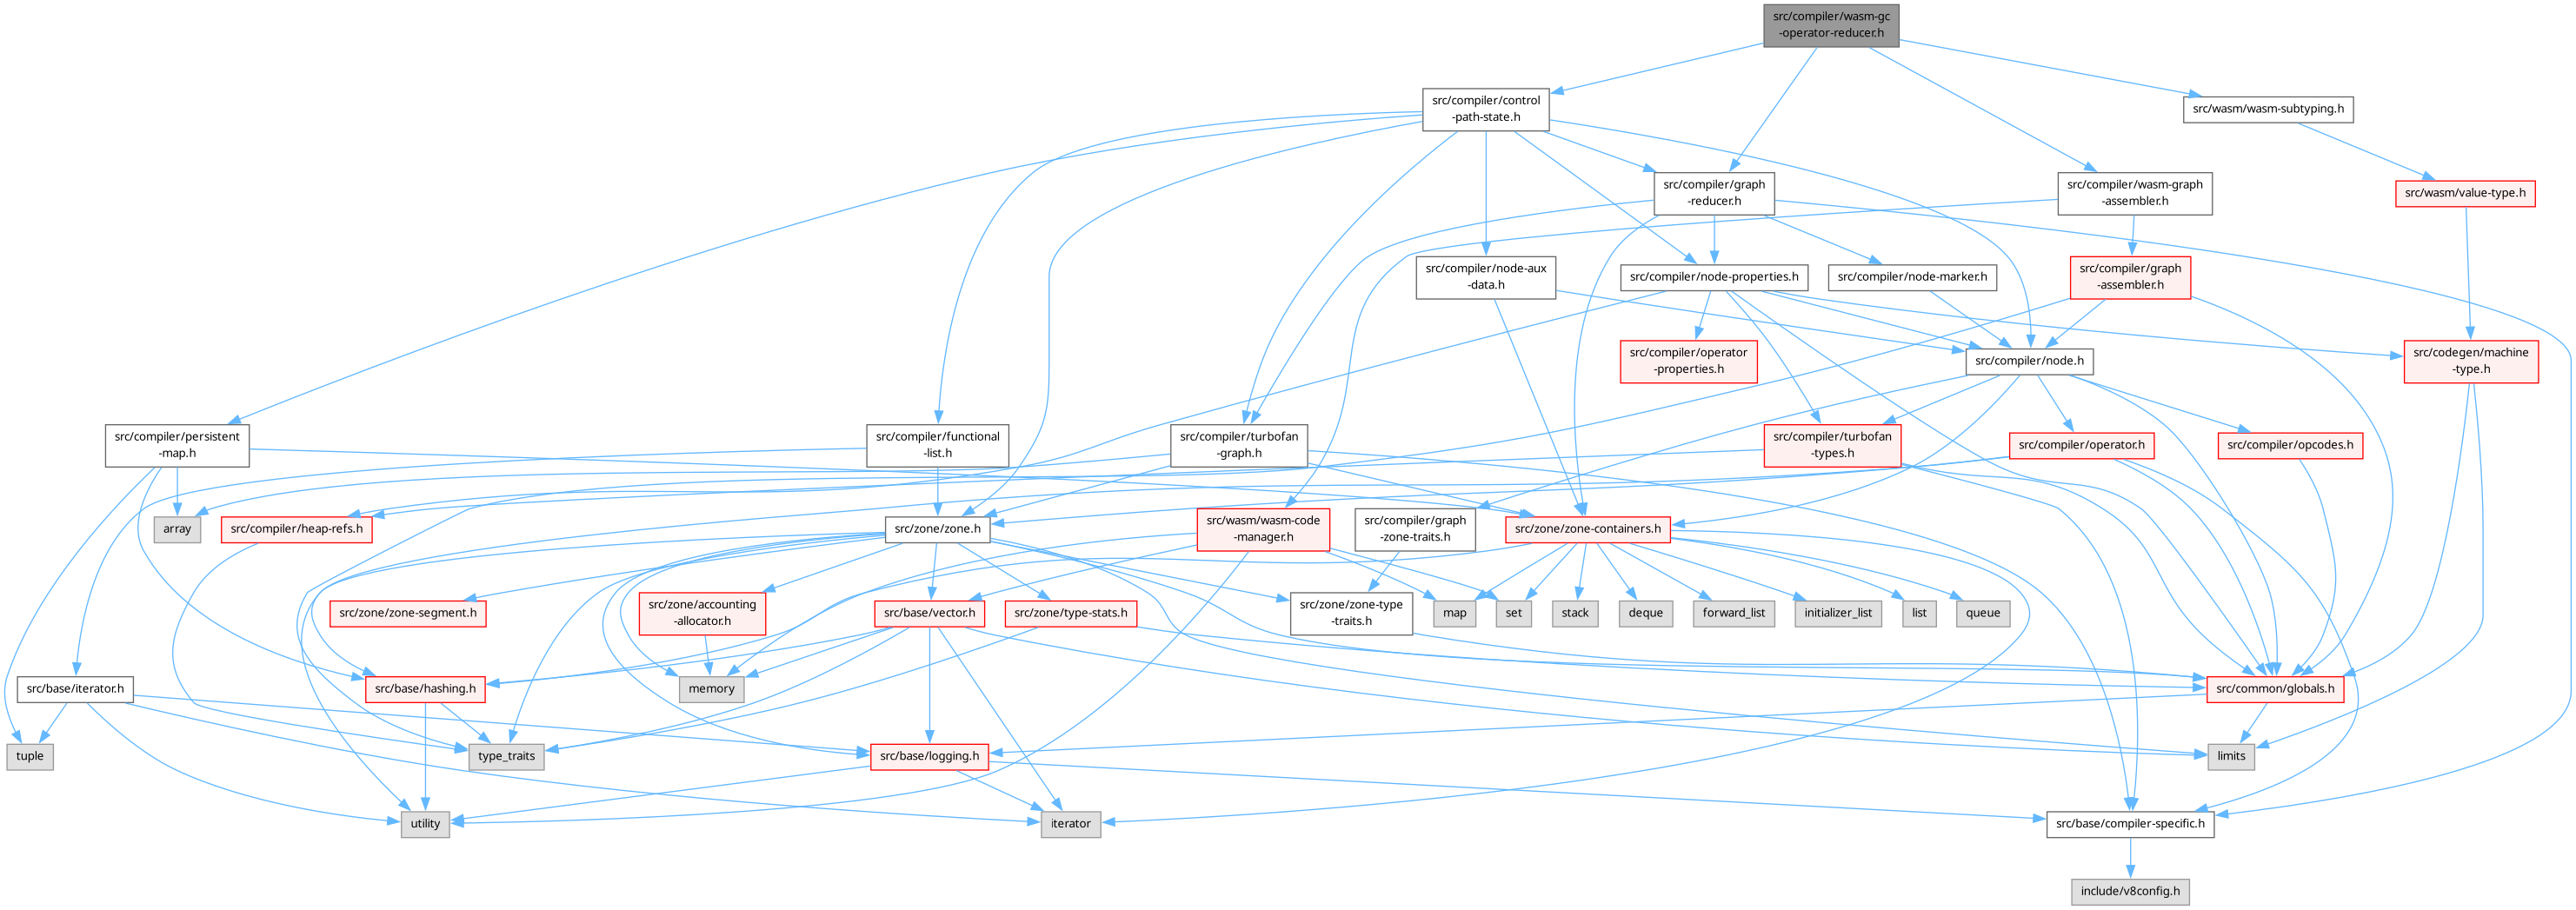 src/compiler/wasm-gc
-operator-reducer.h
src/compiler/control
-path-state.h
src/wasm/wasm-subtyping.h
src/compiler/graph
-reducer.h
src/compiler/wasm-graph
-assembler.h
src/wasm/value-type.h
src/compiler/node-aux
-data.h
src/compiler/node-properties.h
src/compiler/node-marker.h
src/compiler/graph
-assembler.h
src/compiler/operator
-properties.h
src/compiler/node.h
src/codegen/machine
-type.h
src/compiler/persistent
-map.h
src/compiler/functional
-list.h
src/compiler/turbofan
-graph.h
src/compiler/turbofan
-types.h
src/compiler/operator.h
src/compiler/opcodes.h
array
src/compiler/heap-refs.h
src/zone/zone.h
src/wasm/wasm-code
-manager.h
src/compiler/graph
-zone-traits.h
src/zone/zone-containers.h
src/zone/zone-segment.h
src/zone/accounting
-allocator.h
src/base/vector.h
src/zone/type-stats.h
src/zone/zone-type
-traits.h
map
set
stack
deque
forward_list
initializer_list
list
queue
src/base/iterator.h
src/base/hashing.h
memory
src/common/globals.h
tuple
type_traits
src/base/logging.h
limits
utility
iterator
src/base/compiler-specific.h
include/v8config.h